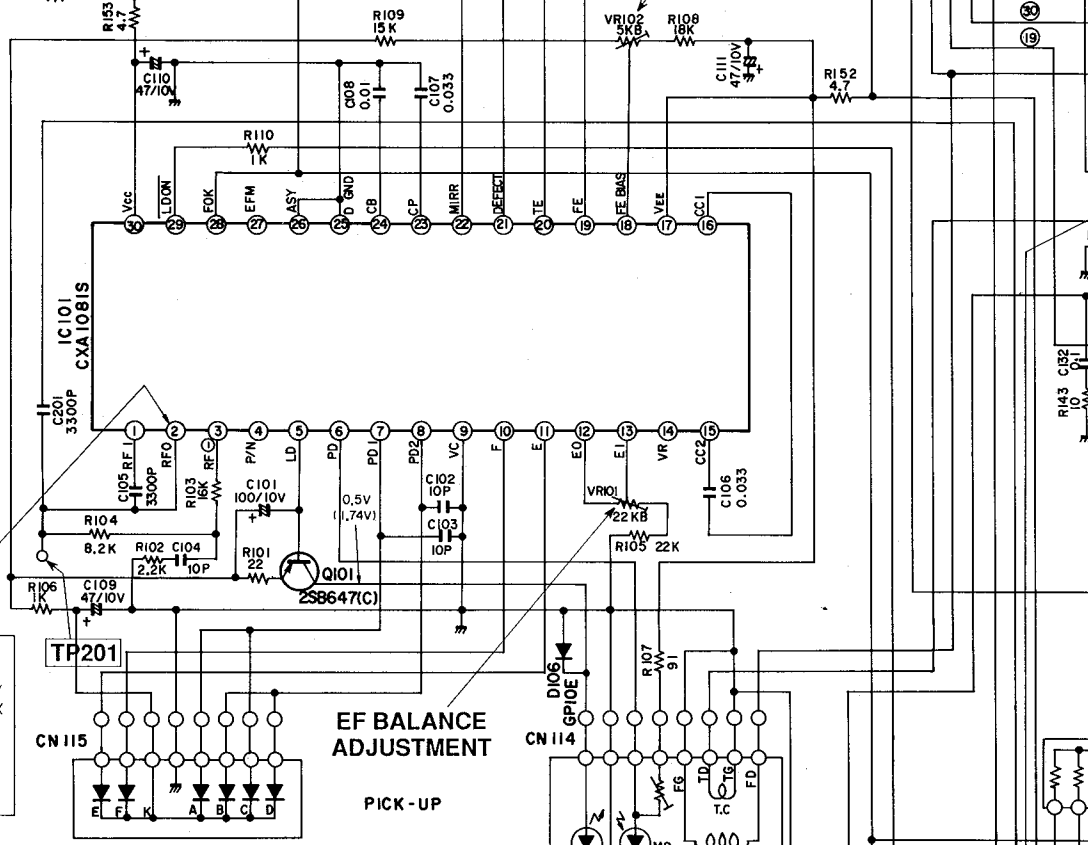 R153
4.7
R109
15K
VR102
5KB
R108
18K
30
19
C110
47/10V
C108
0.01
C107
0.033
C111
47/10V
R152
4.7
R110
1K
Vcc
LDON
FOK
EFM
ASY
D GND
CB
CP
MIRR
DEFECT
TE
FE
FE BIAS
VEE
CC1
30 29 28 27 26 25 24 23 22 21 20 19 18 17 16
IC101
CXA1081S
C201
3300P
C132
0.1
R143
10
1 2 3 4 5 6 7 8 9 10 11 12 13 14 15
RF1
RFO
RF⊖
P/N
LD
PD
PD1
PD2
VC
F
E
EO
E1
VR
CC2
C105
3300P
R103
16K
C101
100/10V
0.5V
(1.74V)
C102
10P
C103
10P
VR101
22KB
R105 22K
C106
0.033
R104
8.2K
R102
2.2K
C104
10P
R101
22
Q101
2SB647(C)
R106
1K
C109
47/10V
TP201
D106
GP10E
R107
91
CN115
EF BALANCE
ADJUSTMENT
CN114
E F K A B C D
PICK-UP
FG
TD
TG
FD
T.C